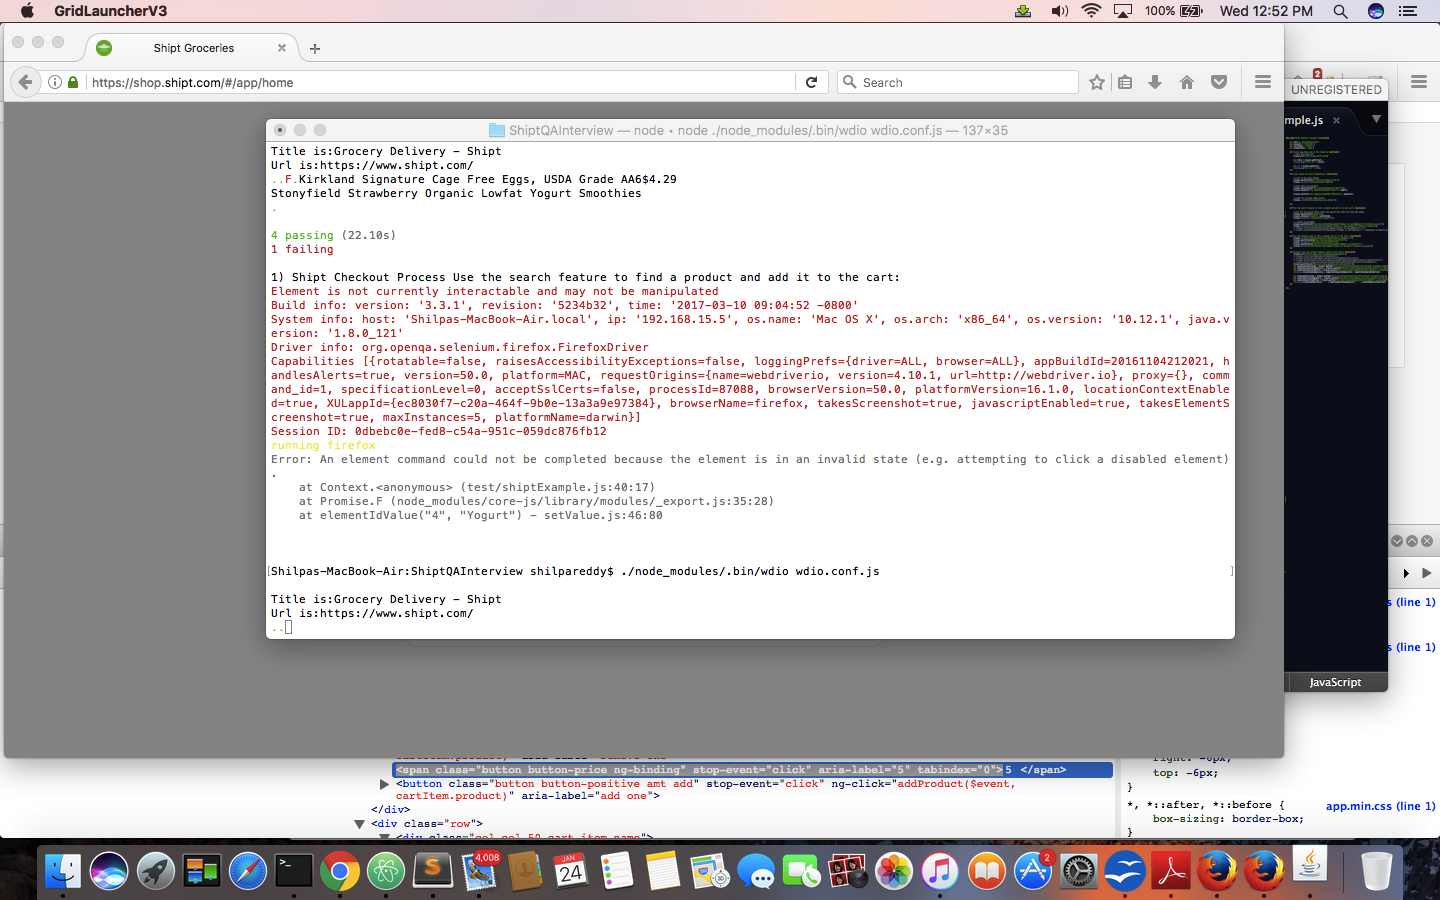 GridLauncherV3
100%
Wed 12:52 PM
Shipt Groceries
https://shop.shipt.com/#/app/home
Search
2
UNREGISTERED
mple.js
ShiptQAInterview — node • node ./node_modules/.bin/wdio wdio.conf.js — 137×35
Title is:Grocery Delivery - Shipt
Url is:https://www.shipt.com/
..F.Kirkland Signature Cage Free Eggs, USDA Grade AA6$4.29
Stonyfield Strawberry Organic Lowfat Yogurt Smoothies
.
4 passing (22.10s)
1 failing
1) Shipt Checkout Process Use the search feature to find a product and add it to the cart:
Element is not currently interactable and may not be manipulated
Build info: version: '3.3.1', revision: '5234b32', time: '2017-03-10 09:04:52 -0800'
System info: host: 'Shilpas-MacBook-Air.local', ip: '192.168.15.5', os.name: 'Mac OS X', os.arch: 'x86_64', os.version: '10.12.1', java.v
ersion: '1.8.0_121'
Driver info: org.openqa.selenium.firefox.FirefoxDriver
Capabilities [{rotatable=false, raisesAccessibilityExceptions=false, loggingPrefs={driver=ALL, browser=ALL}, appBuildId=20161104212021, h
andlesAlerts=true, version=50.0, platform=MAC, requestOrigins={name=webdriverio, version=4.10.1, url=http://webdriver.io}, proxy={}, comm
and_id=1, specificationLevel=0, acceptSslCerts=false, processId=87088, browserVersion=50.0, platformVersion=16.1.0, locationContextEnable
d=true, XULappId={ec8030f7-c20a-464f-9b0e-13a3a9e97384}, browserName=firefox, takesScreenshot=true, javascriptEnabled=true, takesElementS
creenshot=true, maxInstances=5, platformName=darwin}]
Session ID: 0dbebc0e-fed8-c54a-951c-059dc876fb12
running firefox
Error: An element command could not be completed because the element is in an invalid state (e.g. attempting to click a disabled element)
.
at Context.<anonymous> (test/shiptExample.js:40:17)
at Promise.F (node_modules/core-js/library/modules/_export.js:35:28)
at elementIdValue("4", "Yogurt") - setValue.js:46:80
[Shilpas-MacBook-Air:ShiptQAInterview shilpareddy$ ./node_modules/.bin/wdio wdio.conf.js ]
Title is:Grocery Delivery - Shipt
Url is:https://www.shipt.com/
..
s (line 1)
s (line 1)
JavaScript
<span class="button button-price ng-binding" stop-event="click" aria-label="5" tabindex="0">5 </span>
<button class="button button-positive amt add" stop-event="click" ng-click="addProduct($event,
cartItem.product)" aria-label="add one">
</div>
<div class="row">
right: -6px;
top: -6px;
}
*, *::after, *::before {
app.min.css (line 1)
box-sizing: border-box;
}
4,008
JAN
24
2